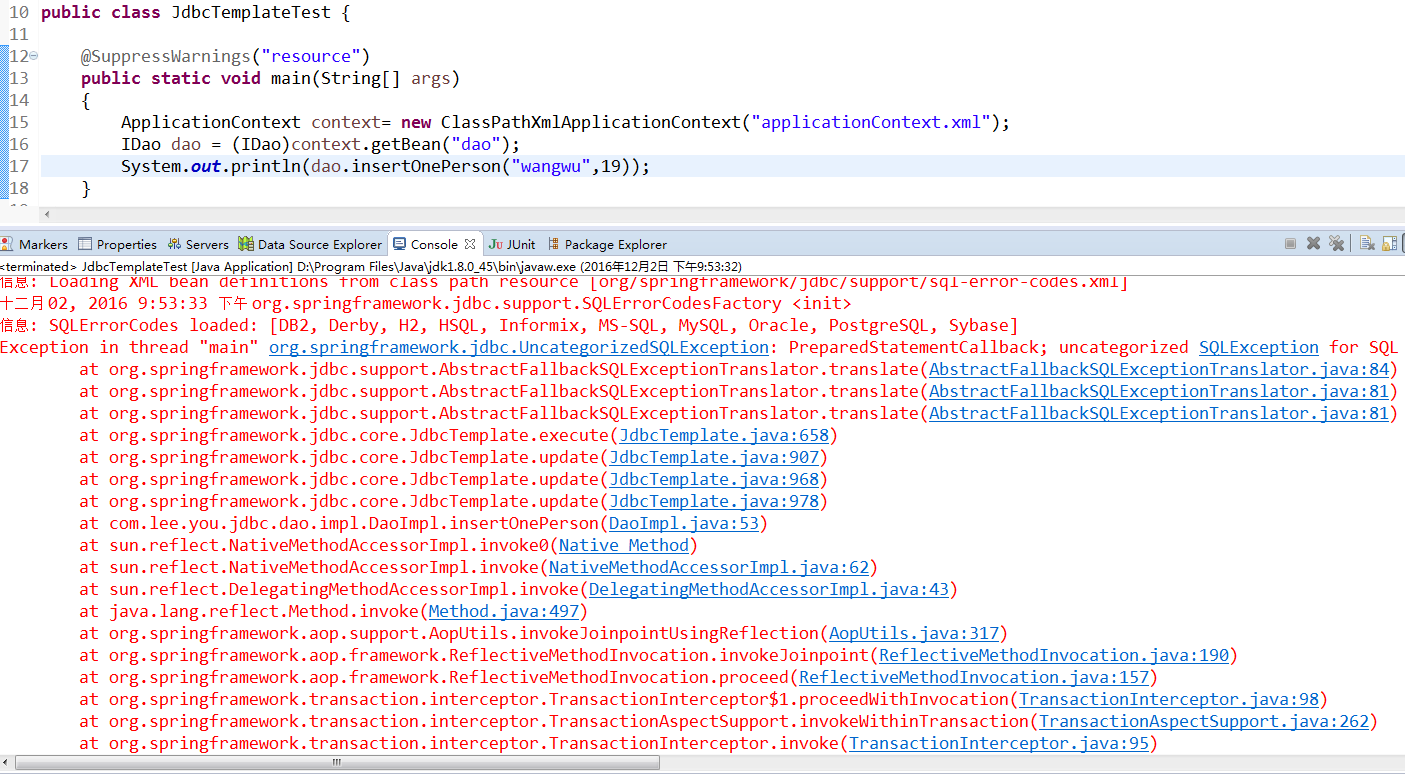 10 public class JdbcTemplateTest {
11
12 @SuppressWarnings("resource")
13 public static void main(String[] args)
14 {
15 ApplicationContext context= new ClassPathXmlApplicationContext("applicationContext.xml");
16 IDao dao = (IDao)context.getBean("dao");
17 System.out.println(dao.insertOnePerson("wangwu",19));
18 }
Markers Properties Servers Data Source Explorer Console JUnit Package Explorer
<terminated> JdbcTemplateTest [Java Application] D:\Program Files\Java\jdk1.8.0_45\bin\javaw.exe (2016年12月2日 下午9:53:32)
信息: Loading XML bean definitions from class path resource [org/springframework/jdbc/support/sql-error-codes.xml]
十二月 02, 2016 9:53:33 下午 org.springframework.jdbc.support.SQLErrorCodesFactory <init>
信息: SQLErrorCodes loaded: [DB2, Derby, H2, HSQL, Informix, MS-SQL, MySQL, Oracle, PostgreSQL, Sybase]
Exception in thread "main" org.springframework.jdbc.UncategorizedSQLException: PreparedStatementCallback; uncategorized SQLException for SQL
at org.springframework.jdbc.support.AbstractFallbackSQLExceptionTranslator.translate(AbstractFallbackSQLExceptionTranslator.java:84)
at org.springframework.jdbc.support.AbstractFallbackSQLExceptionTranslator.translate(AbstractFallbackSQLExceptionTranslator.java:81)
at org.springframework.jdbc.support.AbstractFallbackSQLExceptionTranslator.translate(AbstractFallbackSQLExceptionTranslator.java:81)
at org.springframework.jdbc.core.JdbcTemplate.execute(JdbcTemplate.java:658)
at org.springframework.jdbc.core.JdbcTemplate.update(JdbcTemplate.java:907)
at org.springframework.jdbc.core.JdbcTemplate.update(JdbcTemplate.java:968)
at org.springframework.jdbc.core.JdbcTemplate.update(JdbcTemplate.java:978)
at com.lee.you.jdbc.dao.impl.DaoImpl.insertOnePerson(DaoImpl.java:53)
at sun.reflect.NativeMethodAccessorImpl.invoke0(Native Method)
at sun.reflect.NativeMethodAccessorImpl.invoke(NativeMethodAccessorImpl.java:62)
at sun.reflect.DelegatingMethodAccessorImpl.invoke(DelegatingMethodAccessorImpl.java:43)
at java.lang.reflect.Method.invoke(Method.java:497)
at org.springframework.aop.support.AopUtils.invokeJoinpointUsingReflection(AopUtils.java:317)
at org.springframework.aop.framework.ReflectiveMethodInvocation.invokeJoinpoint(ReflectiveMethodInvocation.java:190)
at org.springframework.aop.framework.ReflectiveMethodInvocation.proceed(ReflectiveMethodInvocation.java:157)
at org.springframework.transaction.interceptor.TransactionInterceptor$1.proceedWithInvocation(TransactionInterceptor.java:98)
at org.springframework.transaction.interceptor.TransactionAspectSupport.invokeWithinTransaction(TransactionAspectSupport.java:262)
at org.springframework.transaction.interceptor.TransactionInterceptor.invoke(TransactionInterceptor.java:95)